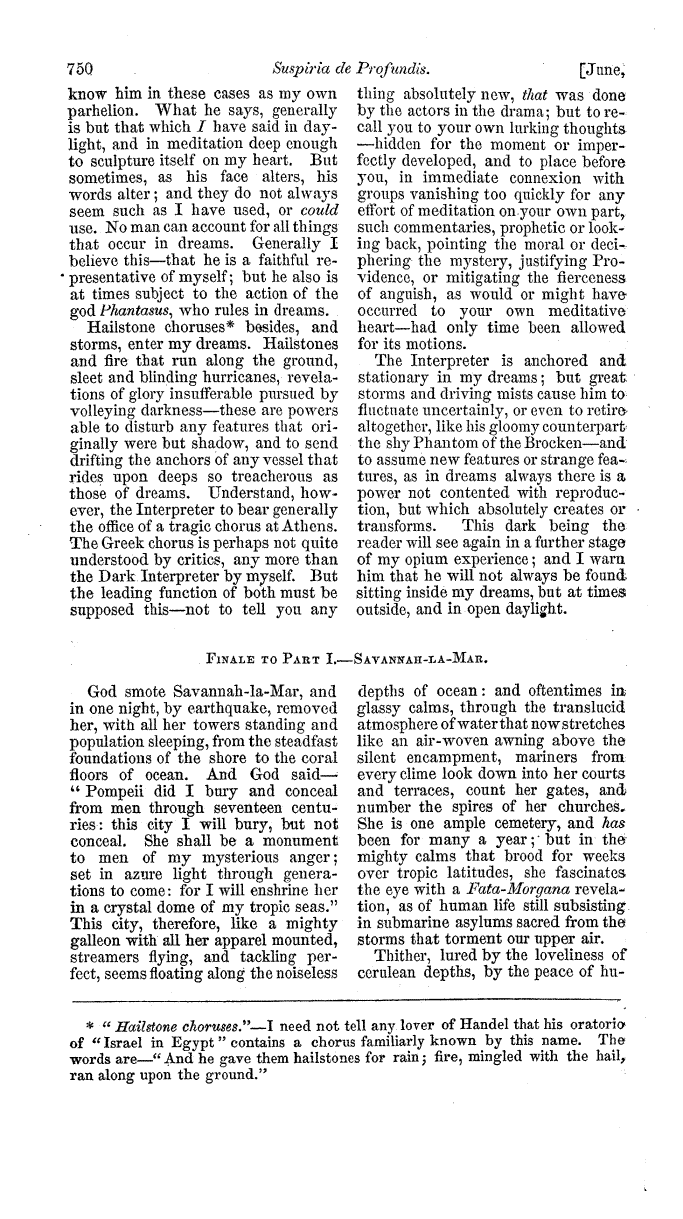 750 Suspiria de Profundis. [June,
know him in these cases as my own
parhelion. What he says, generally
is but that which I have said in day-
light, and in meditation deep enough
to sculpture itself on my heart. But
sometimes, as his face alters, his
words alter; and they do not always
seem such as I have used, or could
use. No man can account for all things
that occur in dreams. Generally I
believe this—that he is a faithful re-
presentative of myself; but he also is
at times subject to the action of the
god Phantasus, who rules in dreams.
Hailstone choruses* besides, and
storms, enter my dreams. Hailstones
and fire that run along the ground,
sleet and blinding hurricanes, revela-
tions of glory insufferable pursued by
volleying darkness—these are powers
able to disturb any features that ori-
ginally were but shadow, and to send
drifting the anchors of any vessel that
rides upon deeps so treacherous as
those of dreams. Understand, how-
ever, the Interpreter to bear generally
the office of a tragic chorus at Athens.
The Greek chorus is perhaps not quite
understood by critics, any more than
the Dark Interpreter by myself. But
the leading function of both must be
supposed this—not to tell you any
thing absolutely new, that was done
by the actors in the drama; but to re-
call you to your own lurking thoughts
—hidden for the moment or imper-
fectly developed, and to place before
you, in immediate connexion with
groups vanishing too quickly for any
effort of meditation on your own part,
such commentaries, prophetic or look-
ing back, pointing the moral or deci-
phering the mystery, justifying Pro-
vidence, or mitigating the fierceness
of anguish, as would or might have
occurred to your own meditative
heart—had only time been allowed
for its motions.
The Interpreter is anchored and
stationary in my dreams; but great
storms and driving mists cause him to
fluctuate uncertainly, or even to retire
altogether, like his gloomy counterpart
the shy Phantom of the Brocken—and
to assume new features or strange fea-
tures, as in dreams always there is a
power not contented with reproduc-
tion, but which absolutely creates or
transforms. This dark being the
reader will see again in a further stage
of my opium experience; and I warn
him that he will not always be found
sitting inside my dreams, but at times
outside, and in open daylight.
Finale to Part I.—Savannah-la-Mar.
God smote Savannah-la-Mar, and
in one night, by earthquake, removed
her, with all her towers standing and
population sleeping, from the steadfast
foundations of the shore to the coral
floors of ocean. And God said—
"Pompeii did I bury and conceal
from men through seventeen centu-
ries: this city I will bury, but not
conceal. She shall be a monument
to men of my mysterious anger;
set in azure light through genera-
tions to come: for I will enshrine her
in a crystal dome of my tropic seas."
This city, therefore, like a mighty
galleon with all her apparel mounted,
streamers flying, and tackling per-
fect, seems floating along the noiseless
depths of ocean: and oftentimes in
glassy calms, through the translucid
atmosphere of water that now stretches
like an air-woven awning above the
silent encampment, mariners from
every clime look down into her courts
and terraces, count her gates, and
number the spires of her churches.
She is one ample cemetery, and has
been for many a year; but in the
mighty calms that brood for weeks
over tropic latitudes, she fascinates
the eye with a Fata-Morgana revela-
tion, as of human life still subsisting
in submarine asylums sacred from the
storms that torment our upper air.
Thither, lured by the loveliness of
cerulean depths, by the peace of hu-
* "Hailstone choruses."—I need not tell any lover of Handel that his oratorio
of "Israel in Egypt" contains a chorus familiarly known by this name. The
words are—"And he gave them hailstones for rain; fire, mingled with the hail,
ran along upon the ground."